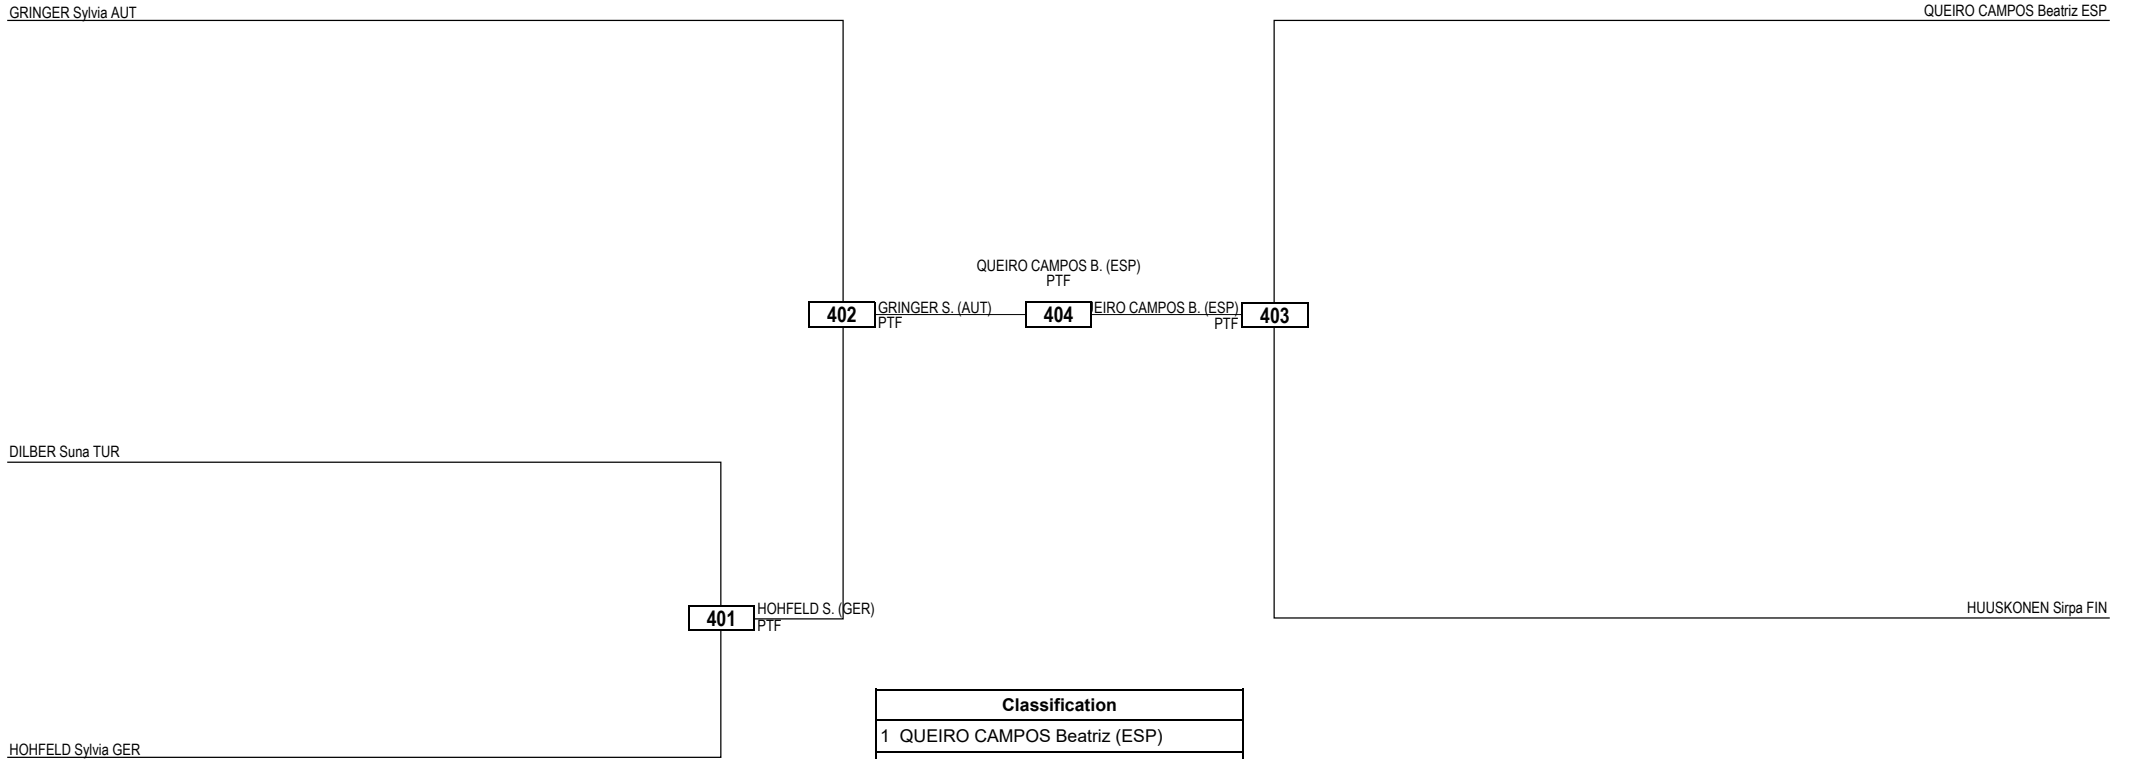 GRINGER Sylvia AUT
QUEIRO CAMPOS Beatriz ESP
QUEIRO CAMPOS B. (ESP)
PTF
402
GRINGER S. (AUT)
PTF
404
EIRO CAMPOS B. (ESP)
PTF
403
DILBER Suna TUR
401
HOHFELD S. (GER)
PTF
HUUSKONEN Sirpa FIN
HOHFELD Sylvia GER
Classification
1 QUEIRO CAMPOS Beatriz (ESP)